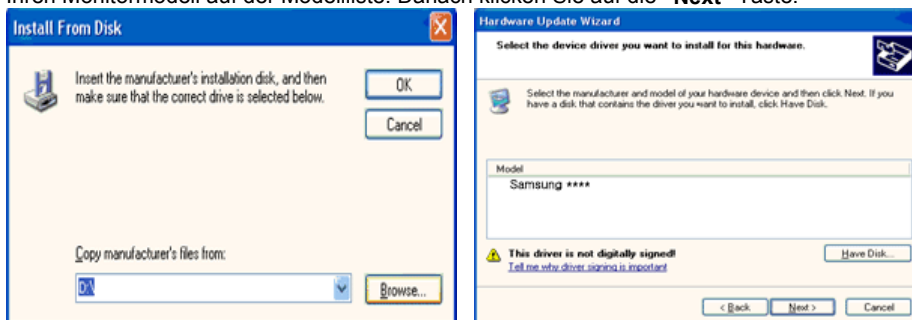 Ihren Monitormodell auf der Modellliste. Danach klicken Sie auf die "Next"-Taste.
Install From Disk
Insert the manufacturer's installation disk, and then
make sure that the correct drive is selected below.
OK
Cancel
Copy manufacturer's files from:
D:\
Browse...
Hardware Update Wizard
Select the device driver you want to install for this hardware.
Select the manufacturer and model of your hardware device and then click Next. If you
have a disk that contains the driver you want to install, click Have Disk.
Model
Samsung ****
This driver is not digitally signed!
Tell me why driver signing is important
Have Disk...
< Back
Next >
Cancel